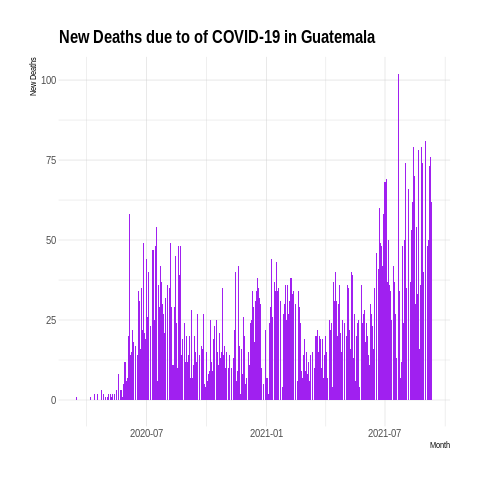 New Deaths due to of COVID-19 in Guatemala
New Deaths
100
75
50
25
0
2020-07
2021-01
2021-07
Month